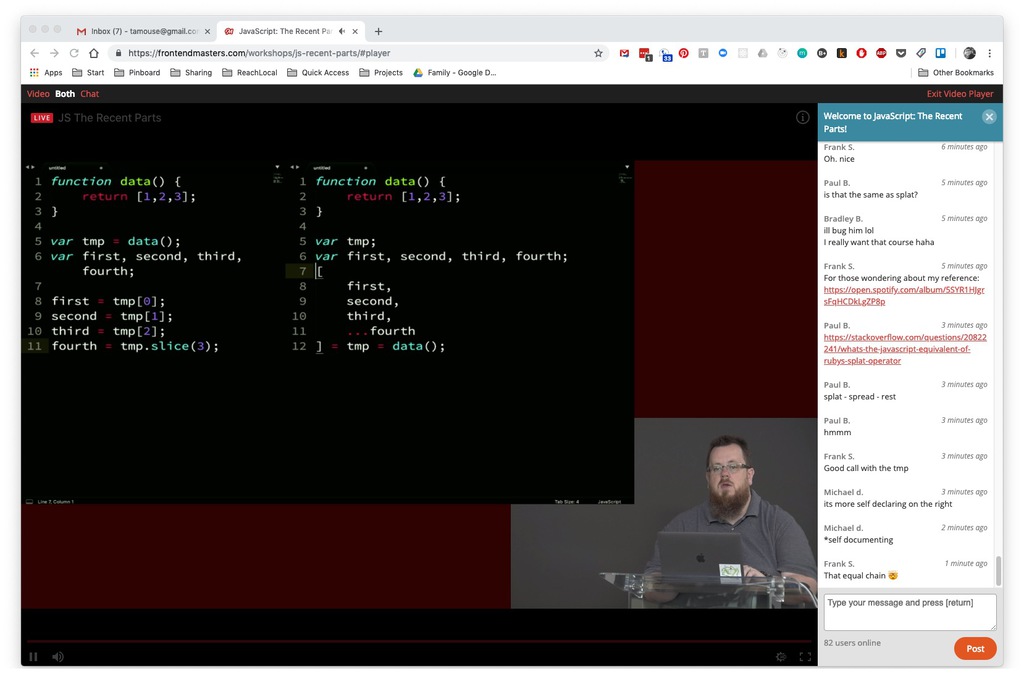 Inbox (7) - tamouse@gmail.co
JavaScript: The Recent Par
https://frontendmasters.com/workshops/js-recent-parts/#player
1
33
ABP
Apps
Start
Pinboard
Sharing
ReachLocal
Quick Access
Projects
Family - Google D...
Other Bookmarks
Video Both Chat
Exit Video Player
LIVE JS The Recent Parts
untitled
1 function data() {
2 return [1,2,3];
3 }
4
5 var tmp = data();
6 var first, second, third,
fourth;
7
8 first = tmp[0];
9 second = tmp[1];
10 third = tmp[2];
11 fourth = tmp.slice(3);
untitled
1 function data() {
2 return [1,2,3];
3 }
4
5 var tmp;
6 var first, second, third, fourth;
7 [
8 first,
9 second,
10 third,
11 ...fourth
12 ] = tmp = data();
Line 7, Column 1
Tab Size: 4
JavaScript
Welcome to JavaScript: The Recent
Parts!
Frank S. 6 minutes ago
Oh. nice
Paul B. 5 minutes ago
is that the same as splat?
Bradley B. 5 minutes ago
ill bug him lol
I really want that course haha
Frank S. 5 minutes ago
For those wondering about my reference:
https://open.spotify.com/album/5SYR1HJgr
sFqHCDkLgZP8p
Paul B. 3 minutes ago
https://stackoverflow.com/questions/20822
241/whats-the-javascript-equivalent-of-
rubys-splat-operator
Paul B. 3 minutes ago
splat - spread - rest
Paul B. 3 minutes ago
hmmm
Frank S. 3 minutes ago
Good call with the tmp
Michael d. 3 minutes ago
its more self declaring on the right
Michael d. 2 minutes ago
*self documenting
Frank S. 1 minute ago
That equal chain 🤯
Type your message and press [return]
82 users online
Post